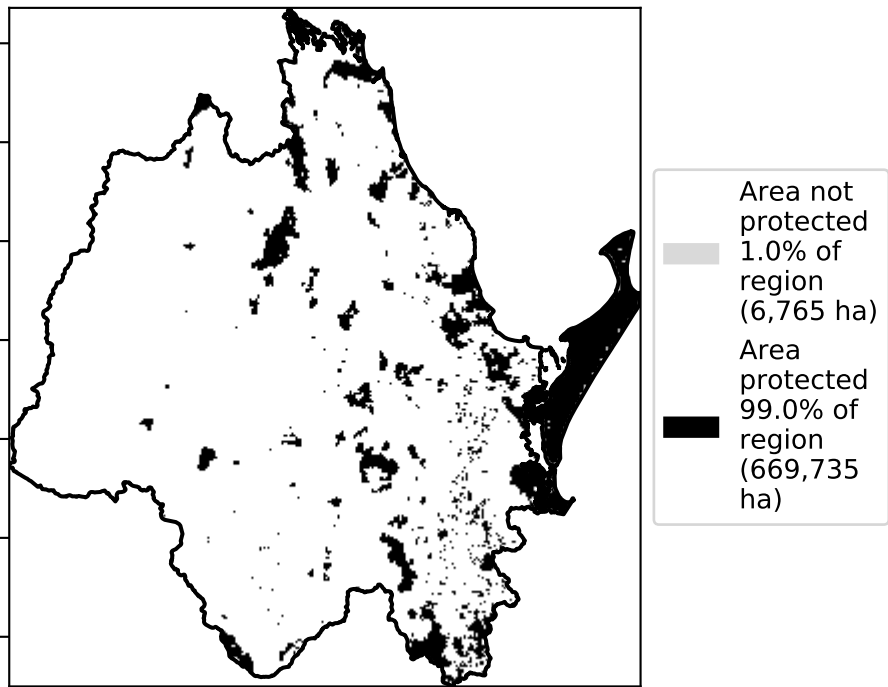 Area not
protected
1.0% of
region
(6,765 ha)
Area
protected
99.0% of
region
(669,735
ha)